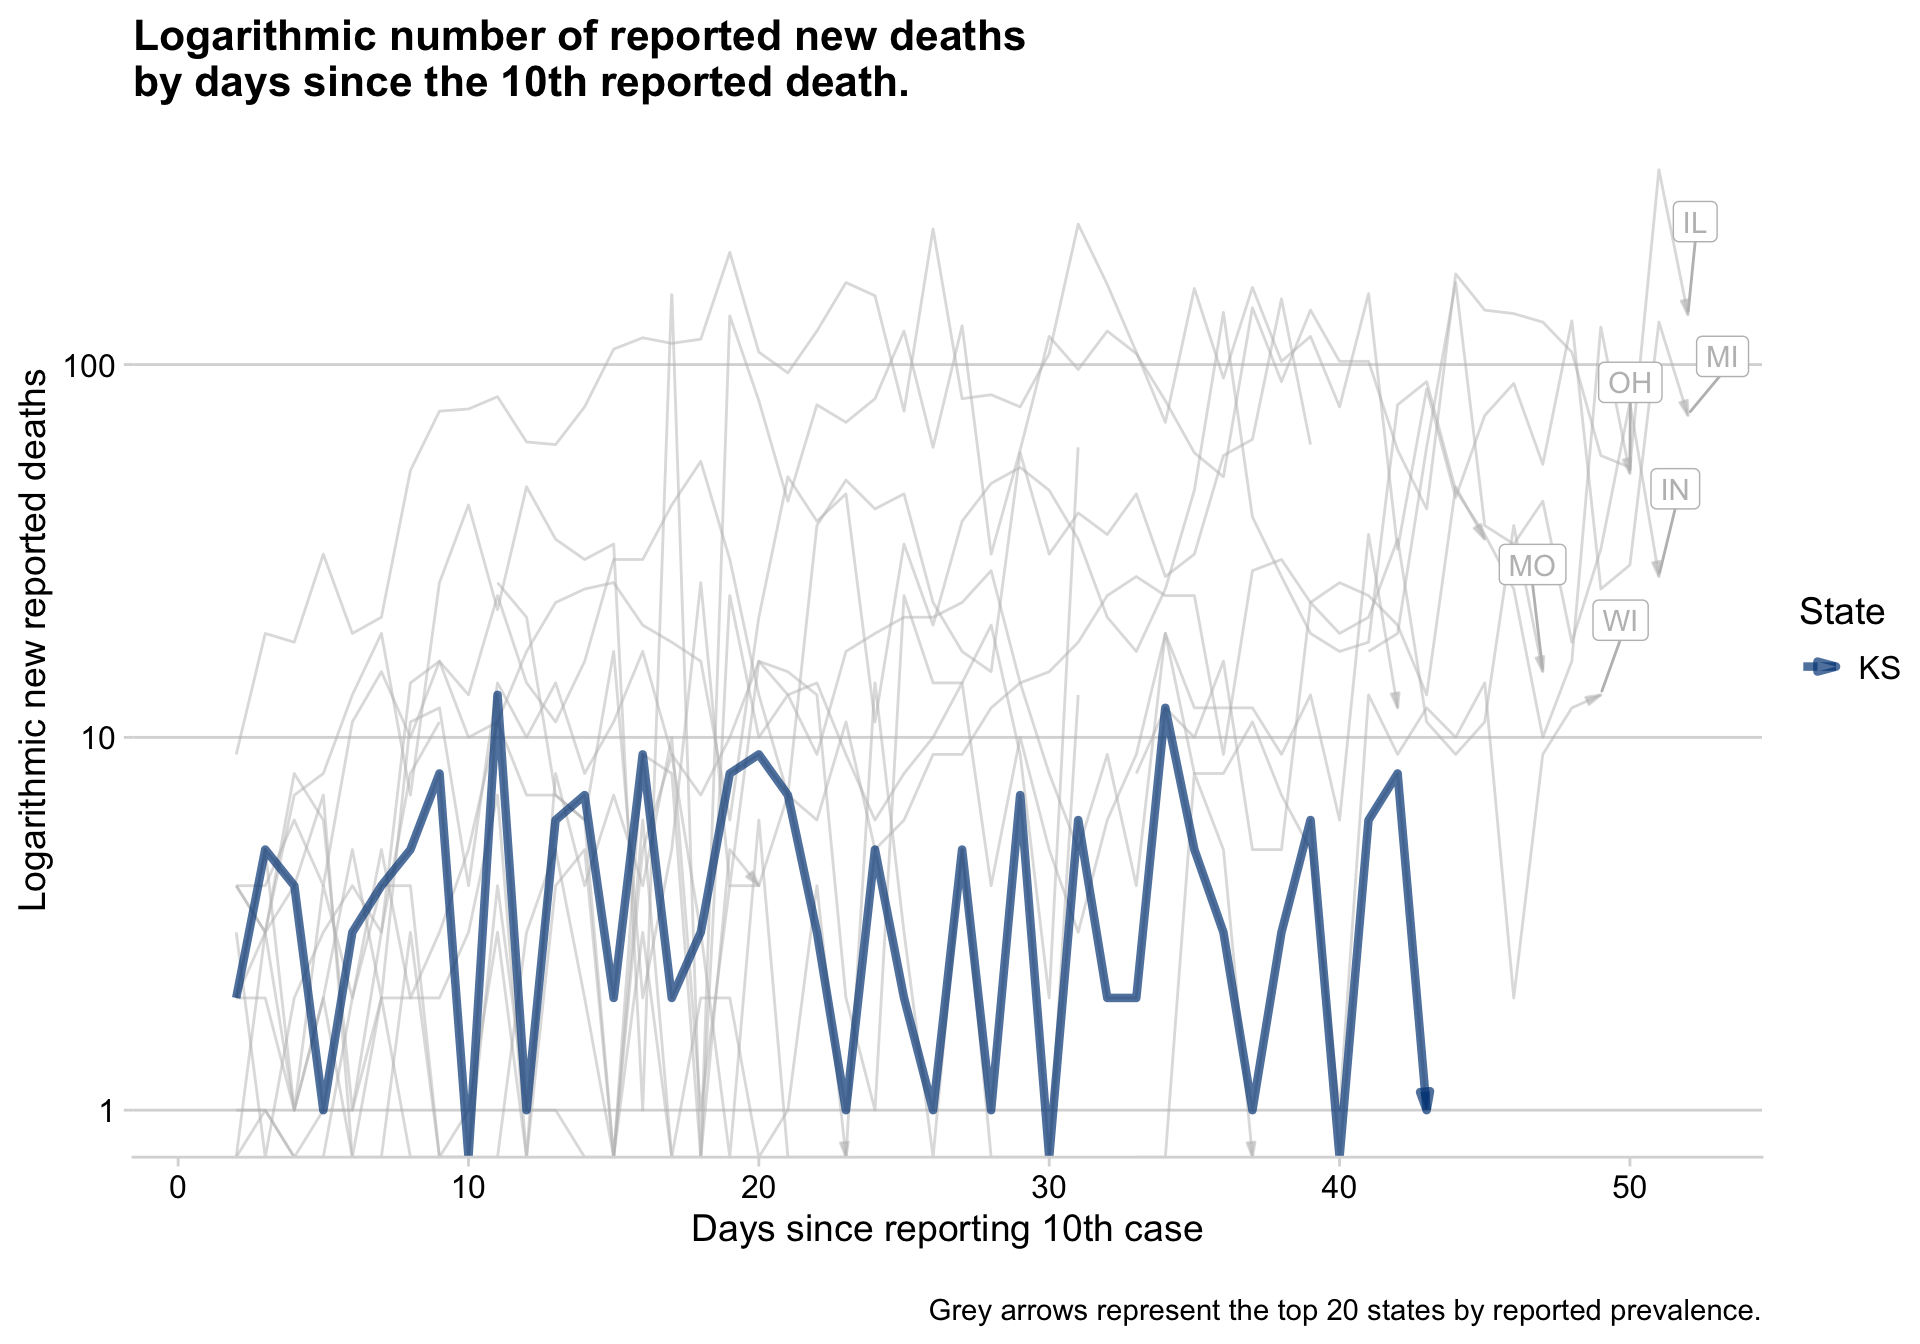 Logarithmic number of reported new deaths
by days since the 10th reported death.
Logarithmic new reported deaths
100
10
1
IL
MI
OH
IN
MO
WI
State
KS
0
10
20
30
40
50
Days since reporting 10th case
Grey arrows represent the top 20 states by reported prevalence.